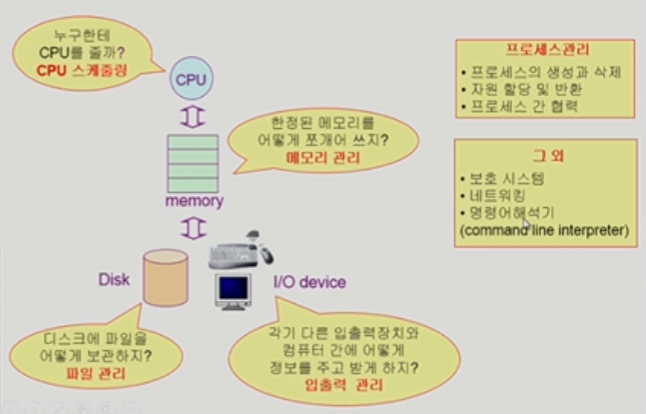 누구한테
CPU를 줄까?
CPU 스케줄링
CPU
한정된 메모리를
어떻게 쪼개어 쓰지?
메모리 관리
memory
Disk
I/O device
디스크에 파일을
어떻게 보관하지?
파일 관리
각기 다른 입출력장치와
컴퓨터 간에 어떻게
정보를 주고 받게 하지?
입출력 관리
프로세스관리
• 프로세스의 생성과 삭제
• 자원 할당 및 반환
• 프로세스 간 협력
그 외
• 보호 시스템
• 네트워킹
• 명령어해석기
(command line interpreter)